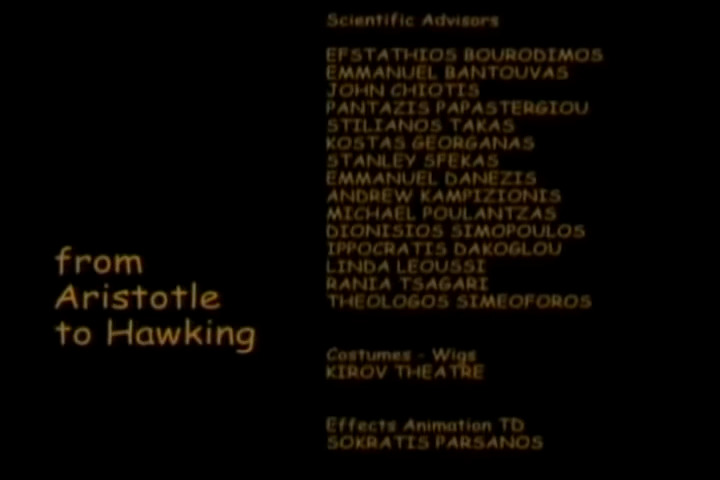 Scientific Advisors
EFSTATHIOS BOURODIMOS
EMMANUEL BANTOUVAS
JOHN CHIOTIS
PANTAZIS PAPASTERGIOU
STILIANOS TAKAS
KOSTAS GEORGANAS
STANLEY SFEKAS
EMMANUEL DANEZIS
ANDREW KAMPIZIONIS
MICHAEL POULANTZAS
DIONISIOS SIMOPOULOS
IPPOCRATIS DAKOGLOU
LINDA LEOUSSI
RANIA TSAGARI
THEOLOGOS SIMEOFOROS
from
Aristotle
to Hawking
Costumes - Wigs
KIROV THEATRE
Effects Animation TD
SOKRATIS PARSANOS